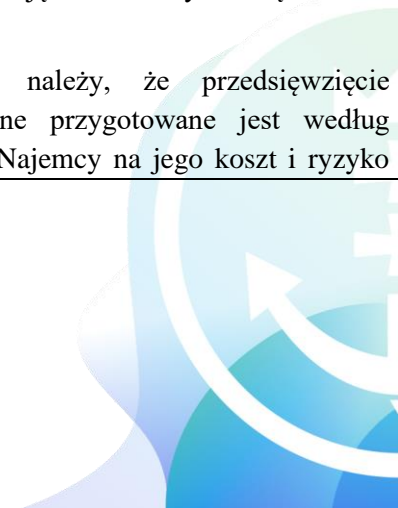 należy, że przedsięwzięcie
ne przygotowane jest według
Najemcy na jego koszt i ryzyko